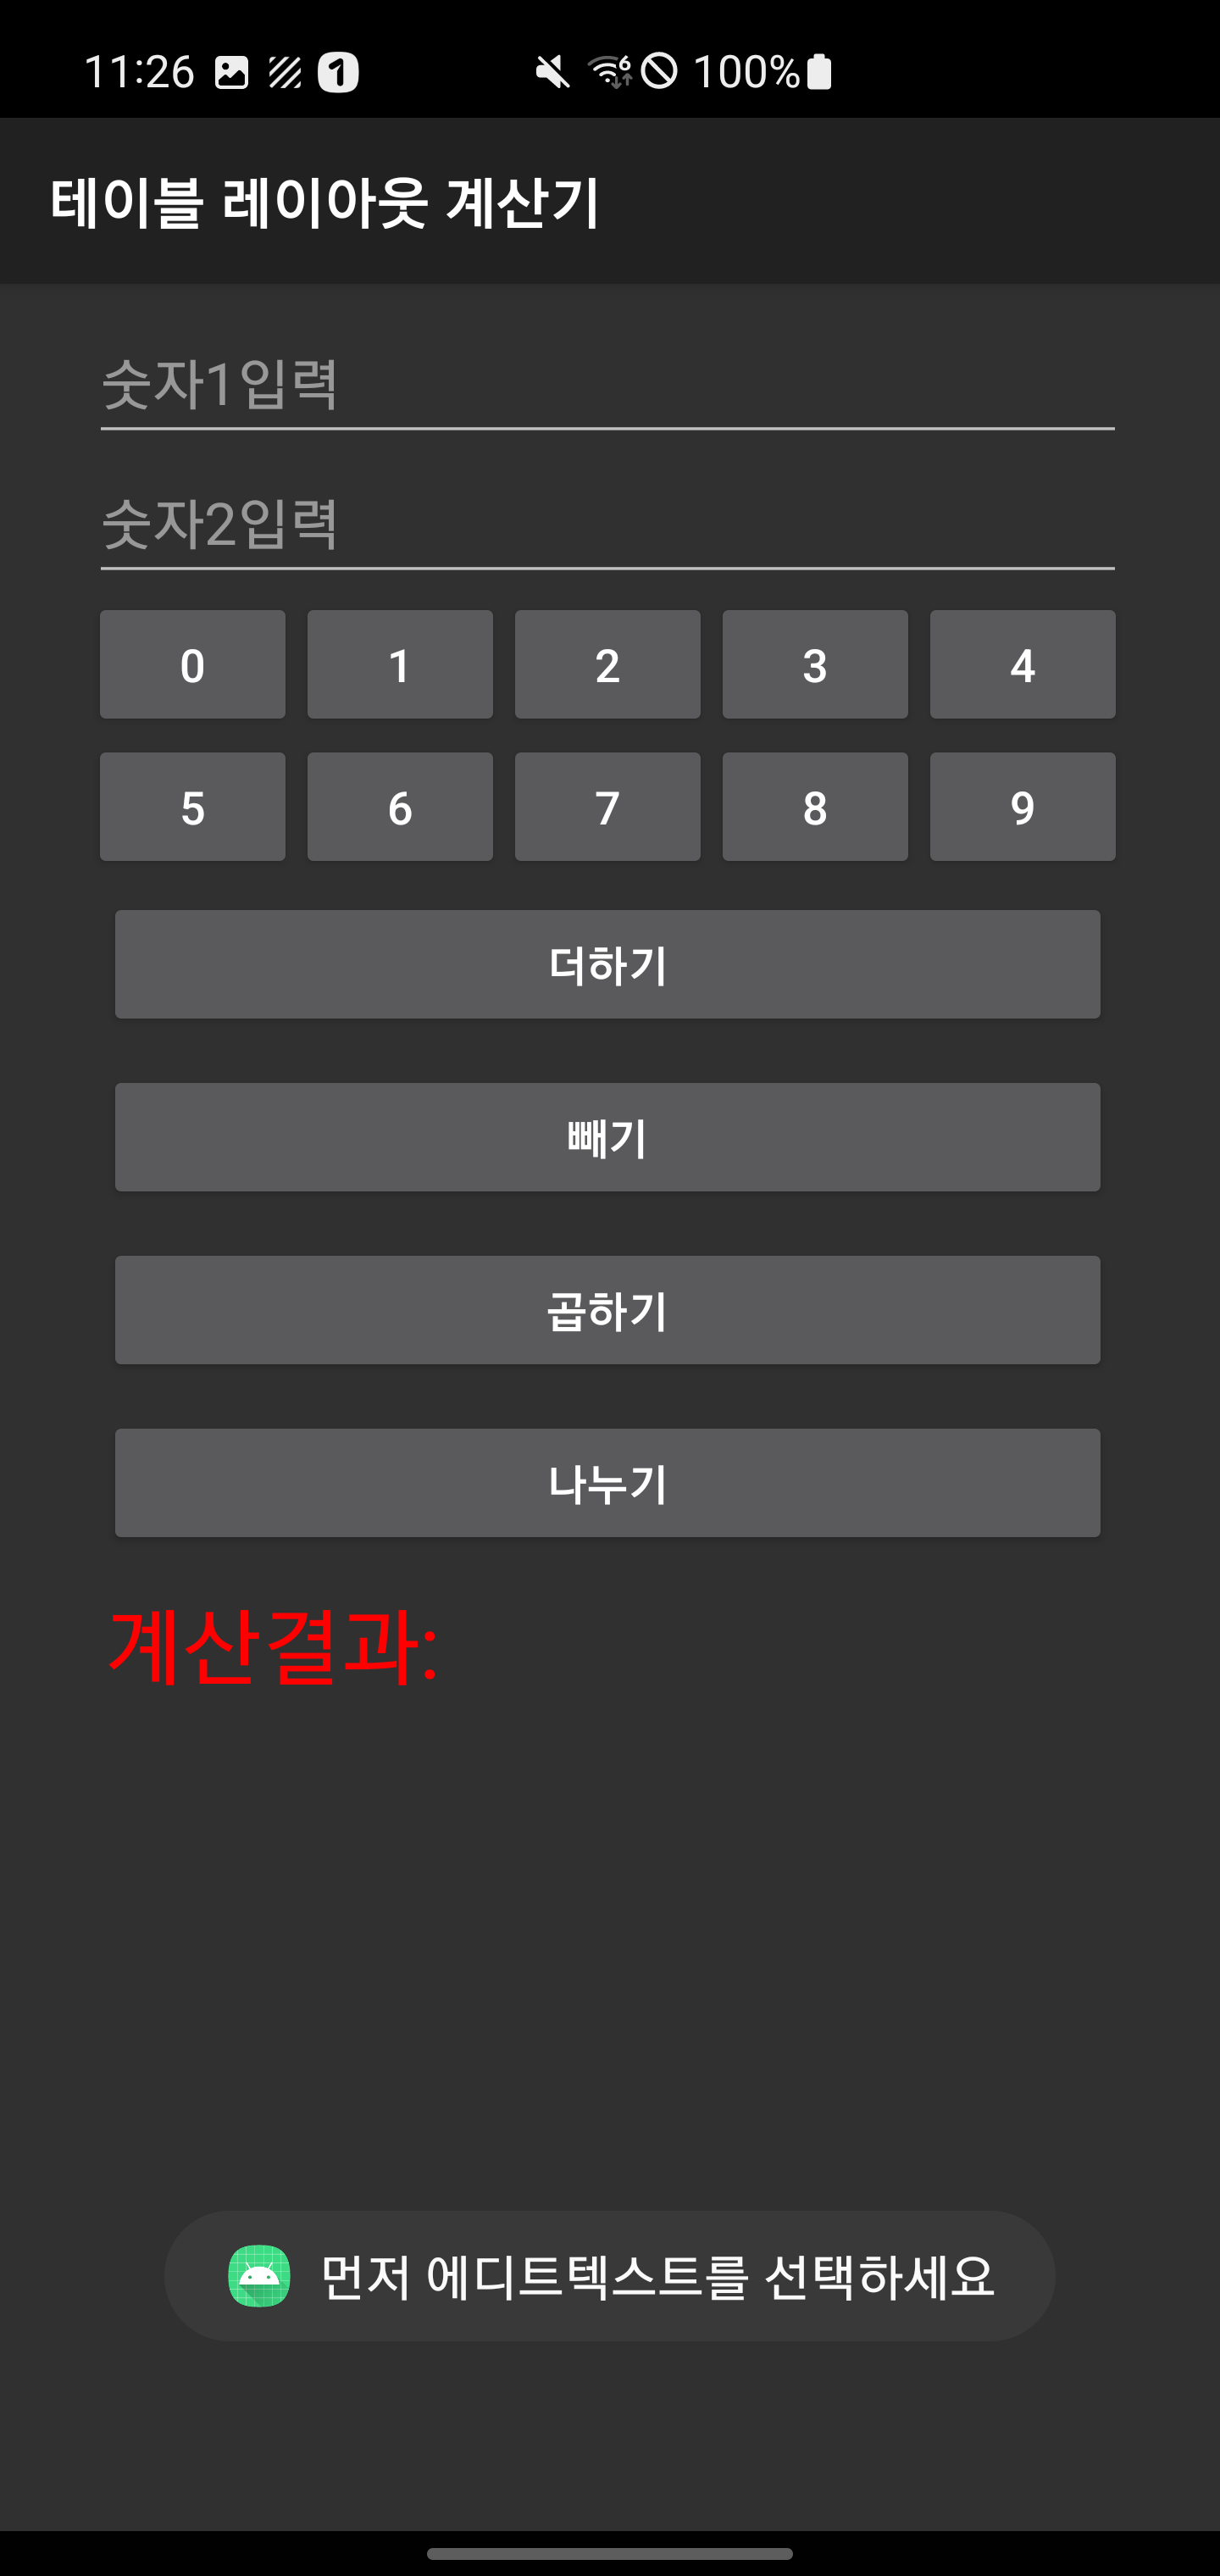 11:26 1 6 100%
테이블 레이아웃 계산기
숫자1입력
숫자2입력
0 1 2 3 4
5 6 7 8 9
더하기
빼기
곱하기
나누기
계산결과:
먼저 에디트텍스트를 선택하세요